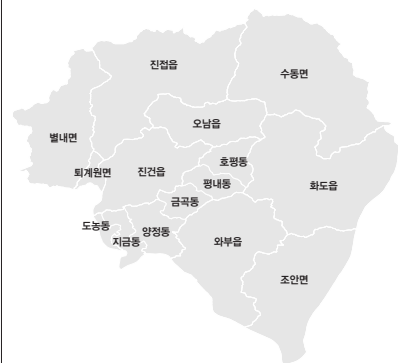 진접읍
수동면
오남읍
별내면
호평동
퇴계원면
진건읍
평내동
화도읍
금곡동
도농동
양정동
지금동
와부읍
조안면